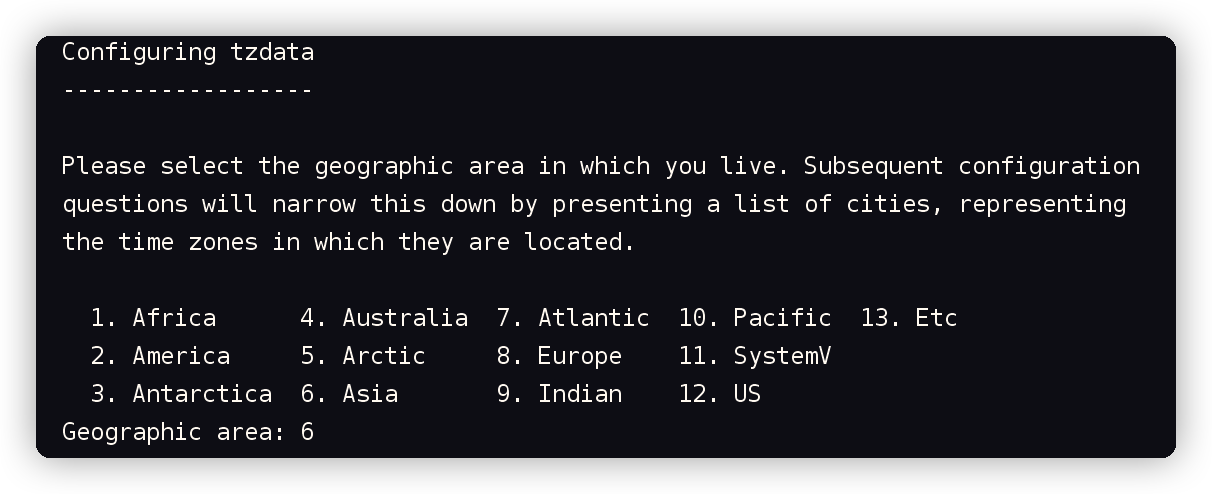 Configuring tzdata
------------------
Please select the geographic area in which you live. Subsequent configuration
questions will narrow this down by presenting a list of cities, representing
the time zones in which they are located.
  1. Africa      4. Australia  7. Atlantic  10. Pacific  13. Etc
  2. America     5. Arctic     8. Europe    11. SystemV
  3. Antarctica  6. Asia       9. Indian    12. US
Geographic area: 6